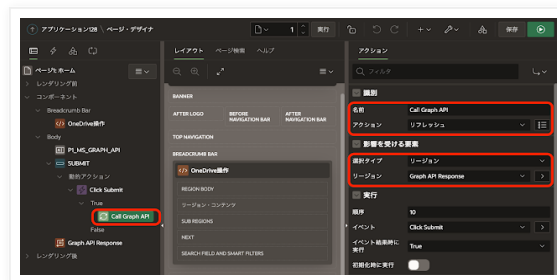 アプリケーション128 \ ページ・デザイナ
1
実行
保存
ページ1: ホーム
レンダリング前
コンポーネント
Breadcrumb Bar
OneDrive操作
Body
P1_MS_GRAPH_API
SUBMIT
動的アクション
Click Submit
True
Call Graph API
False
Graph API Response
レンダリング後
レイアウト ページ検索 ヘルプ
BANNER
AFTER LOGO
BEFORE NAVIGATION BAR
AFTER NAVIGATION BAR
TOP NAVIGATION
BREADCRUMB BAR
OneDrive操作
REGION BODY
リージョン・コンテンツ
SUB REGIONS
NEXT
SEARCH FIELD AND SMART FILTERS
アクション
フィルタ
識別
名前 Call Graph API
アクション リフレッシュ
影響を受ける要素
選択タイプ リージョン
リージョン Graph API Response
実行
順序 10
イベント Click Submit
イベント結果時に実行 True
初期化時に実行